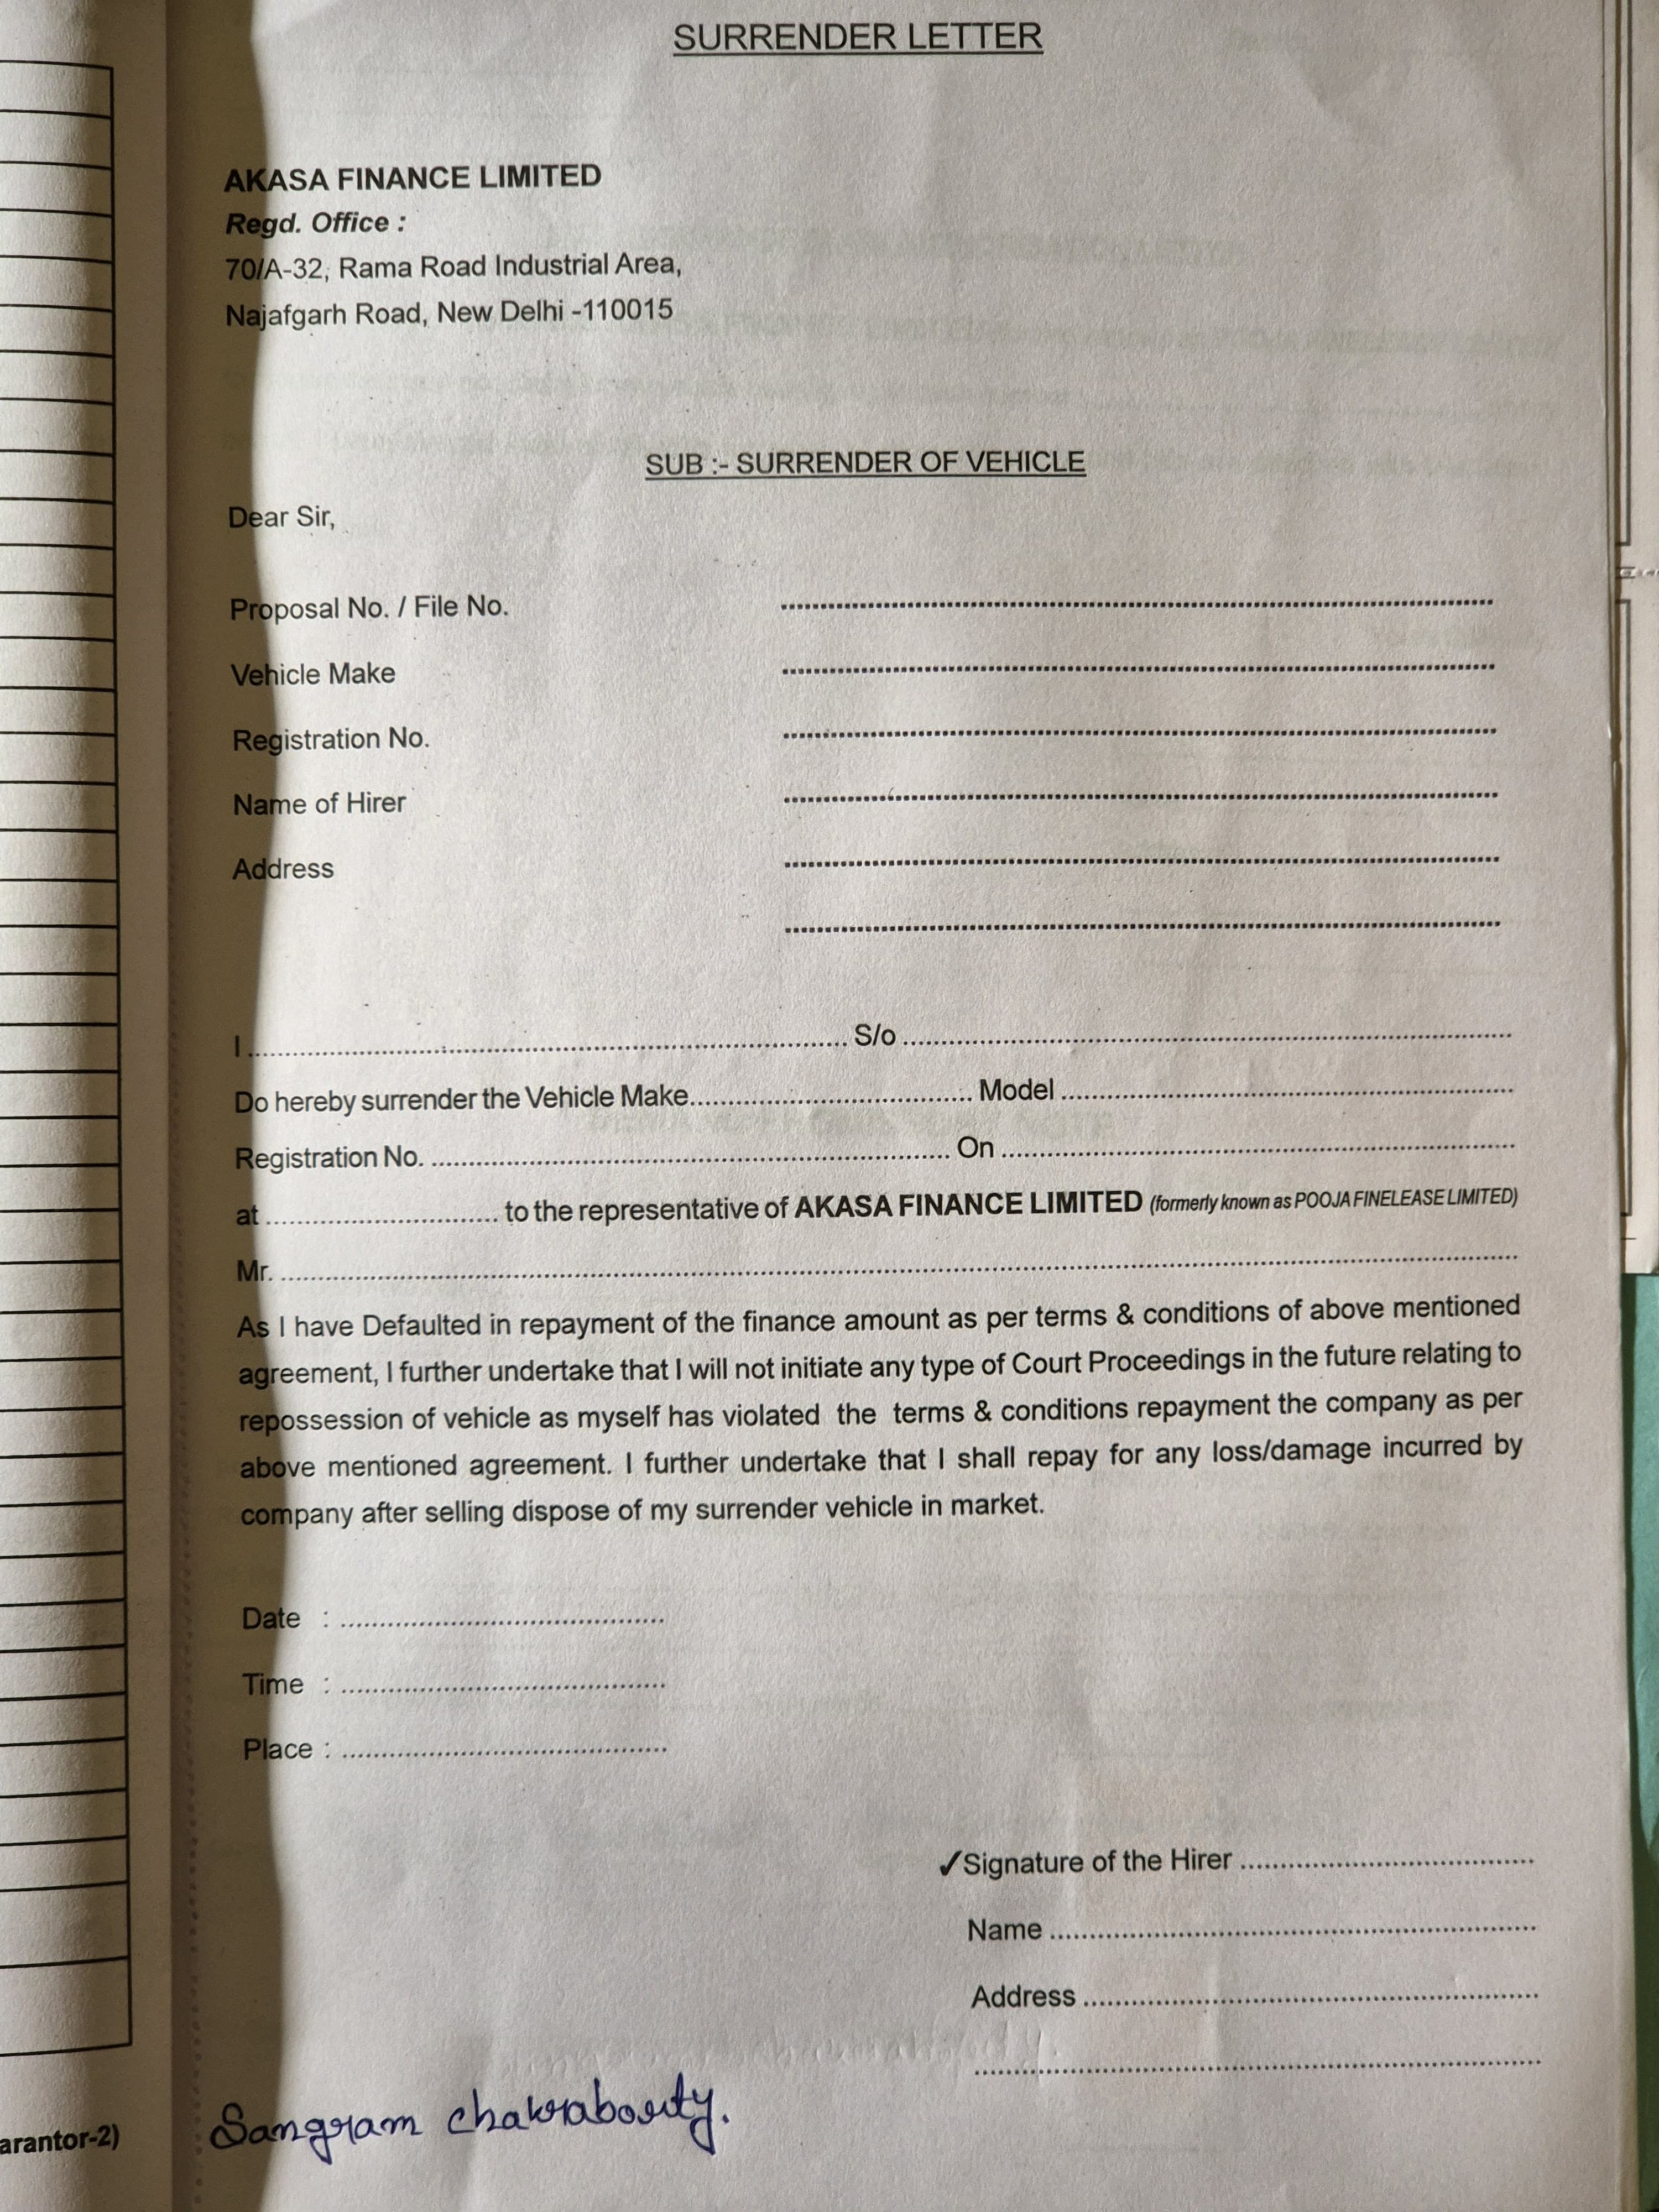 SURRENDER LETTER
AKASA FINANCE LIMITED
Regd. Office :
70/A-32, Rama Road Industrial Area,
Najafgarh Road, New Delhi -110015
SUB :- SURRENDER OF VEHICLE
Dear Sir,
Proposal No. / File No. ........................................
Vehicle Make ........................................
Registration No. ........................................
Name of Hirer ........................................
Address ........................................
........................................
I ........................................ S/o ........................................
Do hereby surrender the Vehicle Make.............................. Model ..............................
Registration No. ........................................ On ........................................
at .............................. to the representative of AKASA FINANCE LIMITED (formerly known as POOJA FINELEASE LIMITED)
Mr. ........................................
As I have Defaulted in repayment of the finance amount as per terms & conditions of above mentioned
agreement, I further undertake that I will not initiate any type of Court Proceedings in the future relating to
repossession of vehicle as myself has violated the terms & conditions repayment the company as per
above mentioned agreement. I further undertake that I shall repay for any loss/damage incurred by
company after selling dispose of my surrender vehicle in market.
Date : ........................................
Time : ........................................
Place : ........................................
✓Signature of the Hirer ........................................
Name ........................................
Address ........................................
........................................
Sangram chakraborty.
arantor-2)